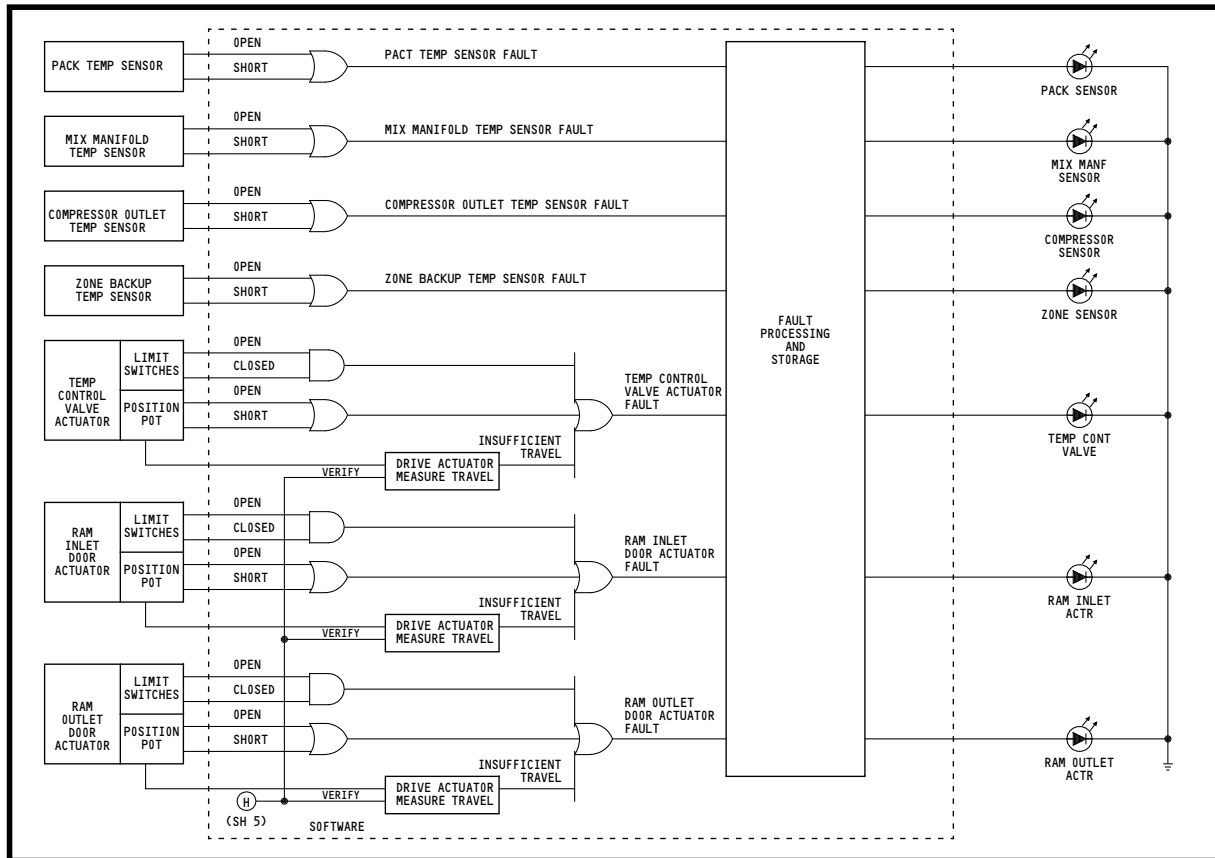 OPEN
PACK TEMP SENSOR
SHORT
PACT TEMP SENSOR FAULT
PACK SENSOR
OPEN
MIX MANIFOLD
TEMP SENSOR
SHORT
MIX MANIFOLD TEMP SENSOR FAULT
MIX MANF
SENSOR
OPEN
COMPRESSOR OUTLET
TEMP SENSOR
SHORT
COMPRESSOR OUTLET TEMP SENSOR FAULT
COMPRESSOR
SENSOR
OPEN
ZONE BACKUP
TEMP SENSOR
SHORT
ZONE BACKUP TEMP SENSOR FAULT
ZONE SENSOR
FAULT
PROCESSING
AND
STORAGE
TEMP
CONTROL
VALVE
ACTUATOR
LIMIT
SWITCHES
POSITION
POT
OPEN
CLOSED
OPEN
SHORT
VERIFY
DRIVE ACTUATOR
MEASURE TRAVEL
INSUFFICIENT
TRAVEL
TEMP CONTROL
VALVE ACTUATOR
FAULT
TEMP CONT
VALVE
RAM
INLET
DOOR
ACTUATOR
LIMIT
SWITCHES
POSITION
POT
OPEN
CLOSED
OPEN
SHORT
VERIFY
DRIVE ACTUATOR
MEASURE TRAVEL
INSUFFICIENT
TRAVEL
RAM INLET
DOOR ACTUATOR
FAULT
RAM INLET
ACTR
RAM
OUTLET
DOOR
ACTUATOR
LIMIT
SWITCHES
POSITION
POT
OPEN
CLOSED
OPEN
SHORT
VERIFY
DRIVE ACTUATOR
MEASURE TRAVEL
INSUFFICIENT
TRAVEL
RAM OUTLET
DOOR ACTUATOR
FAULT
RAM OUTLET
ACTR
H
(SH 5)
SOFTWARE